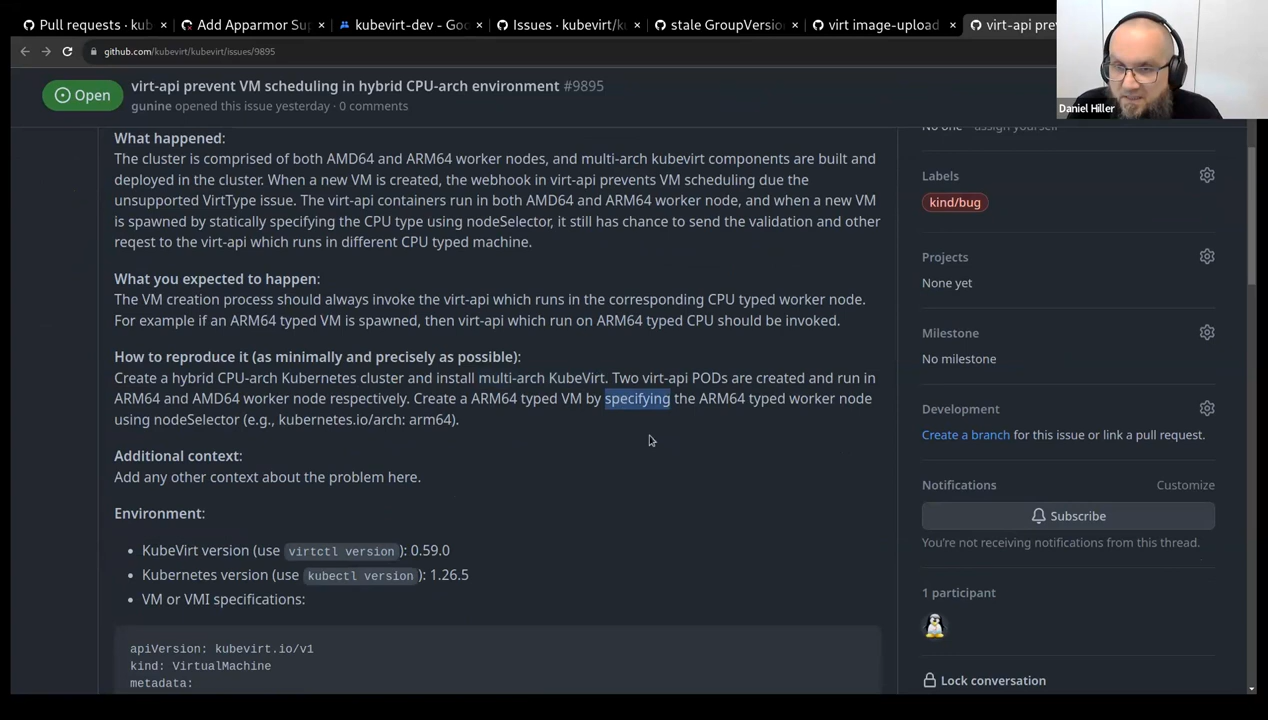 Pull requests · kub
Add Apparmor Sup
kubevirt-dev - Goo
Issues · kubevirt/k
stale GroupVersio
virt image-upload
virt-api pre
github.com/kubevirt/kubevirt/issues/9895
Daniel Hiller
Open
virt-api prevent VM scheduling in hybrid CPU-arch environment #9895
gunine opened this issue yesterday · 0 comments
What happened:
The cluster is comprised of both AMD64 and ARM64 worker nodes, and multi-arch kubevirt components are built and
deployed in the cluster. When a new VM is created, the webhook in virt-api prevents VM scheduling due the
unsupported VirtType issue. The virt-api containers run in both AMD64 and ARM64 worker node, and when a new VM
is spawned by statically specifying the CPU type using nodeSelector, it still has chance to send the validation and other
reqest to the virt-api which runs in different CPU typed machine.
What you expected to happen:
The VM creation process should always invoke the virt-api which runs in the corresponding CPU typed worker node.
For example if an ARM64 typed VM is spawned, then virt-api which run on ARM64 typed CPU should be invoked.
How to reproduce it (as minimally and precisely as possible):
Create a hybrid CPU-arch Kubernetes cluster and install multi-arch KubeVirt. Two virt-api PODs are created and run in
ARM64 and AMD64 worker node respectively. Create a ARM64 typed VM by specifying the ARM64 typed worker node
using nodeSelector (e.g., kubernetes.io/arch: arm64).
Additional context:
Add any other context about the problem here.
Environment:
• KubeVirt version (use virtctl version): 0.59.0
• Kubernetes version (use kubectl version): 1.26.5
• VM or VMI specifications:
apiVersion: kubevirt.io/v1
kind: VirtualMachine
metadata:
No one - assign yourself
Labels
kind/bug
Projects
None yet
Milestone
No milestone
Development
Create a branch for this issue or link a pull request.
Notifications
Customize
Subscribe
You're not receiving notifications from this thread.
1 participant
Lock conversation